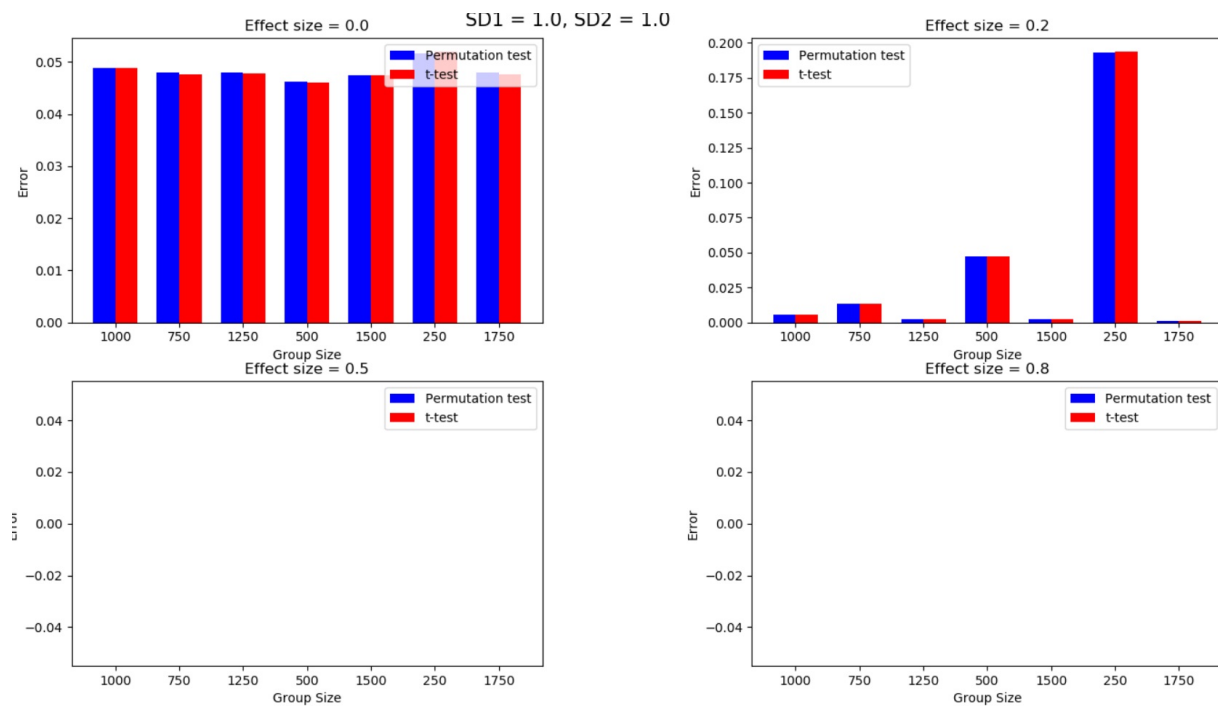 SD1 = 1.0, SD2 = 1.0
Effect size = 0.0
Permutation test
t-test
0.05
0.04
0.03
0.02
0.01
0.00
Error
1000 750 1250 500 1500 250 1750
Group Size
Effect size = 0.2
Permutation test
t-test
0.200
0.175
0.150
0.125
0.100
0.075
0.050
0.025
0.000
Error
1000 750 1250 500 1500 250 1750
Group Size
Effect size = 0.5
Permutation test
t-test
0.04
0.02
0.00
−0.02
−0.04
Error
1000 750 1250 500 1500 250 1750
Group Size
Effect size = 0.8
Permutation test
t-test
0.04
0.02
0.00
−0.02
−0.04
Error
1000 750 1250 500 1500 250 1750
Group Size